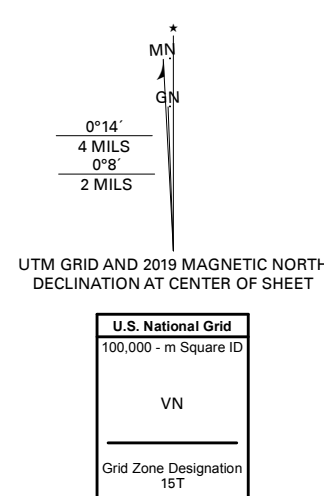 MN
GN
0°14´
4 MILS
0°8´
2 MILS
UTM GRID AND 2019 MAGNETIC NORTH
DECLINATION AT CENTER OF SHEET
U.S. National Grid
100,000 - m Square ID
VN
Grid Zone Designation
15T